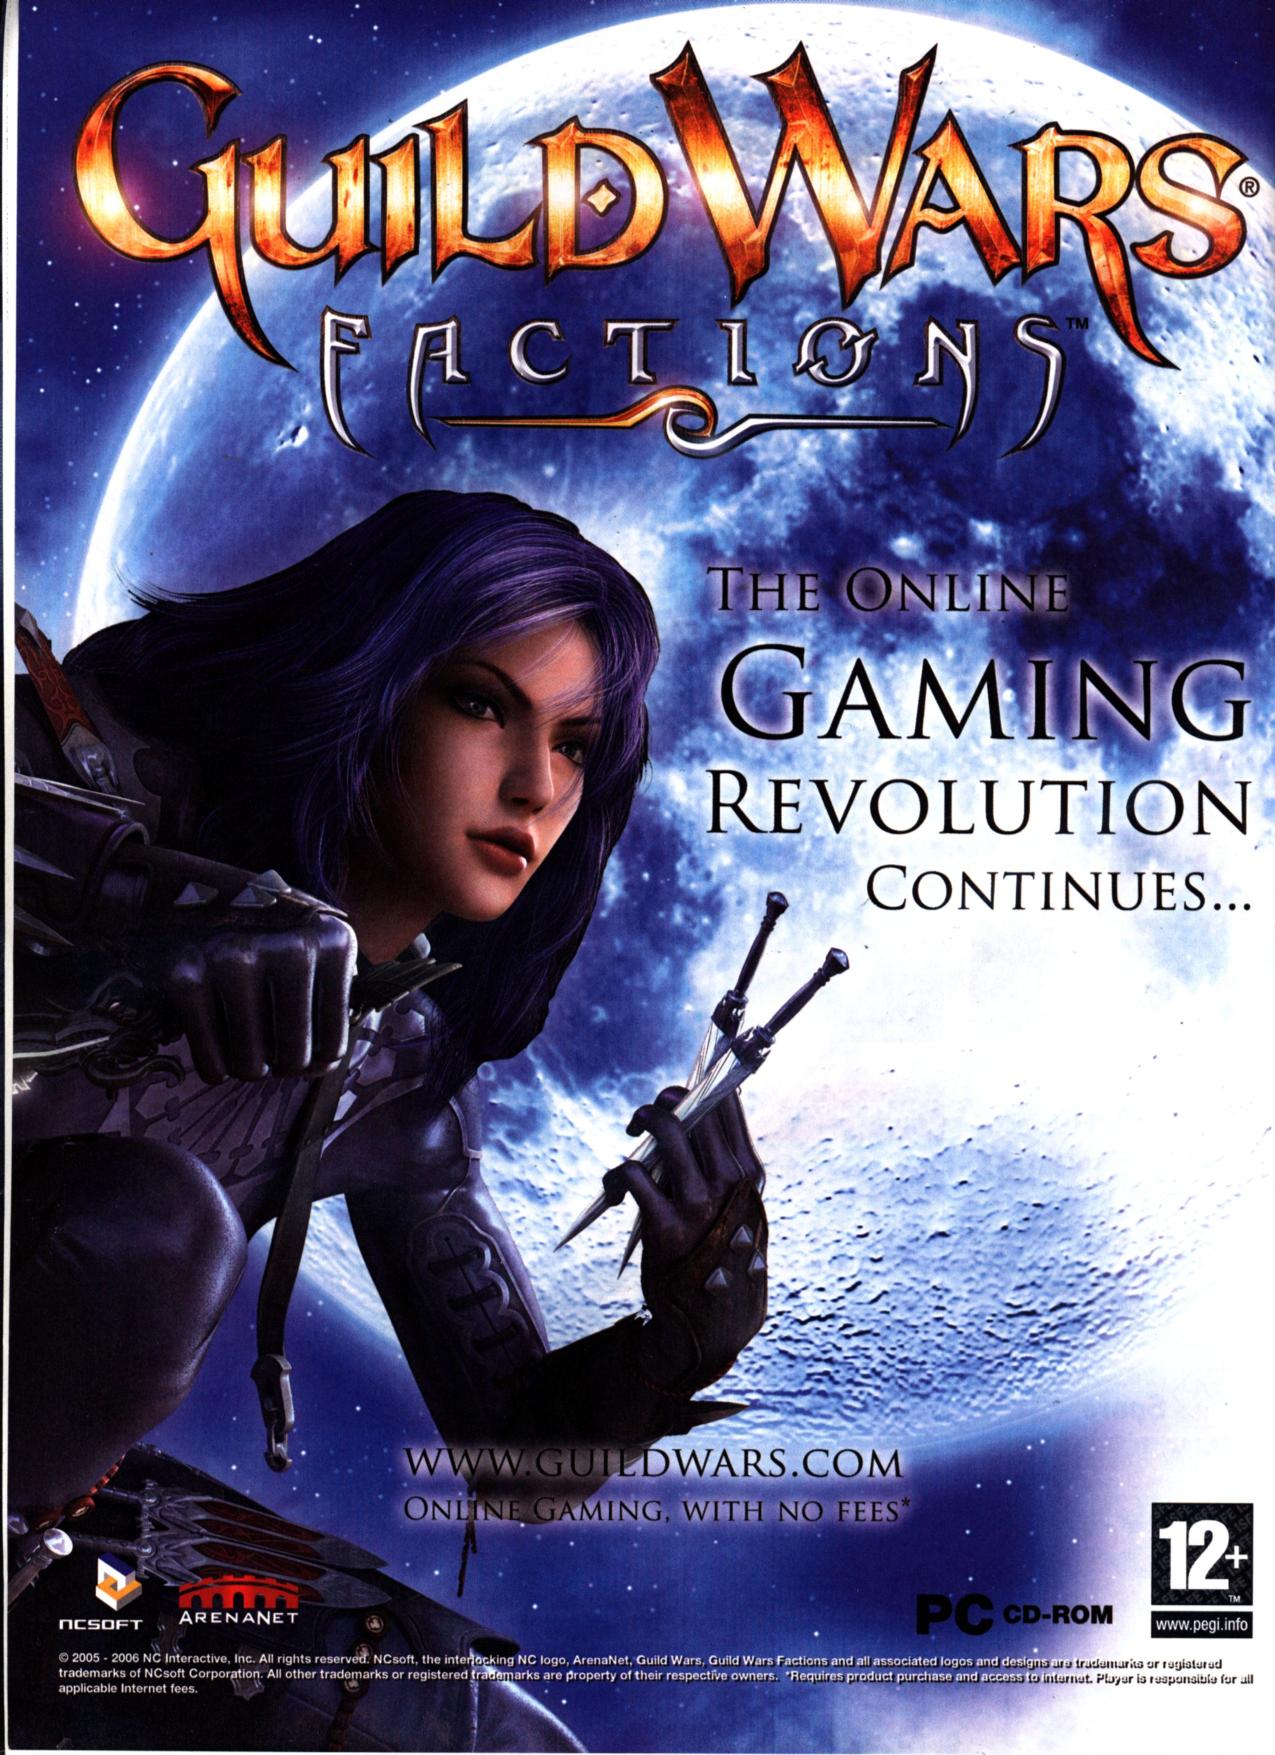 GUILD WARS®
FACTIONS™
THE ONLINE
GAMING
REVOLUTION
CONTINUES...
WWW.GUILDWARS.COM
ONLINE GAMING, WITH NO FEES*
NCSOFT
ARENANET
PC CD-ROM
12+
TM
www.pegi.info
© 2005 - 2006 NC Interactive, Inc. All rights reserved. NCsoft, the interlocking NC logo, ArenaNet, Guild Wars, Guild Wars Factions and all associated logos and designs are trademarks or registered
trademarks of NCsoft Corporation. All other trademarks or registered trademarks are property of their respective owners. *Requires product purchase and access to internet. Player is responsible for all
applicable Internet fees.